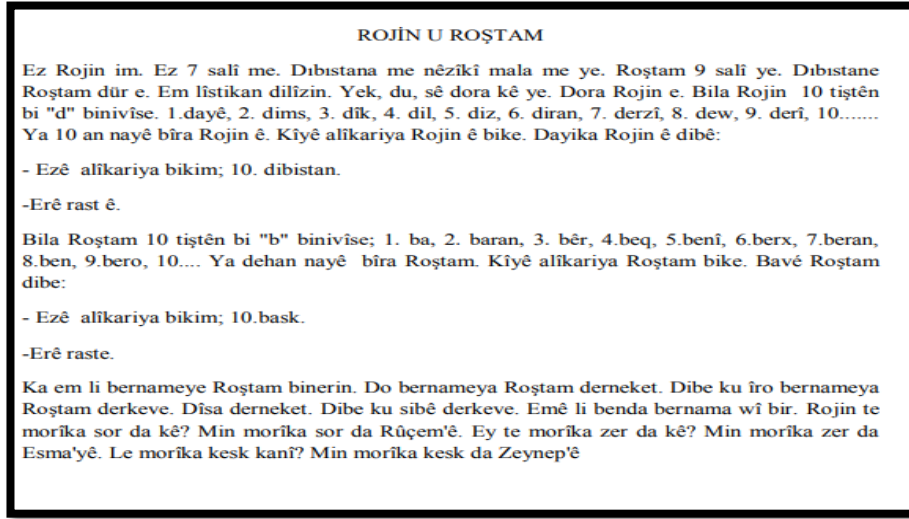 ROJİN U ROŞTAM
Ez Rojin im. Ez 7 salî me. Dıbıstana me nêzîkî mala me ye. Roştam 9 salî ye. Dıbıstane
Roştam dür e. Em lîstikan dilîzin. Yek, du, sê dora kê ye. Dora Rojin e. Bila Rojin 10 tiştên
bi "d" binivîse. 1.dayê, 2. dims, 3. dîk, 4. dil, 5. diz, 6. diran, 7. derzî, 8. dew, 9. derî, 10.......
Ya 10 an nayê bîra Rojin ê. Kîyê alîkariya Rojin ê bike. Dayika Rojin ê dibê:
- Ezê alîkariya bikim; 10. dibistan.
-Erê rast ê.
Bila Roştam 10 tiştên bi "b" binivîse; 1. ba, 2. baran, 3. bêr, 4.beq, 5.benî, 6.berx, 7.beran,
8.ben, 9.bero, 10.... Ya dehan nayê bîra Roştam. Kîyê alîkariya Roştam bike. Bavé Roştam
dibe:
- Ezê alîkariya bikim; 10.bask.
-Erê raste.
Ka em li bernameye Roştam binerin. Do bernameya Roştam derneket. Dibe ku îro bernameya
Roştam derkeve. Dîsa derneket. Dibe ku sibê derkeve. Emê li benda bernama wî bir. Rojin te
morîka sor da kê? Min morîka sor da Rûçem'ê. Ey te morîka zer da kê? Min morîka zer da
Esma'yê. Le morîka kesk kanî? Min morîka kesk da Zeynep'ê